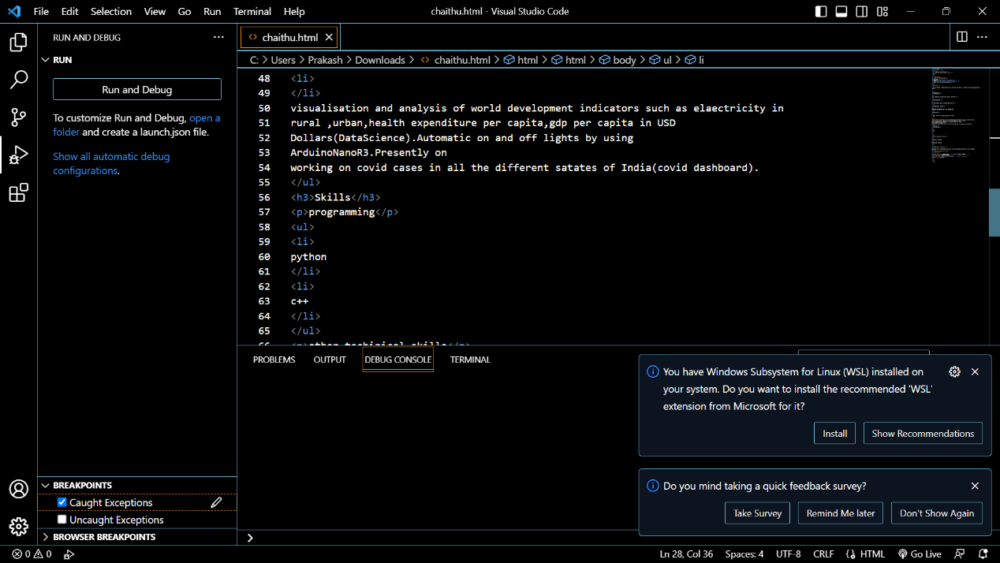 File Edit Selection View Go Run Terminal Help
chaithu.html - Visual Studio Code
RUN AND DEBUG
RUN
Run and Debug
To customize Run and Debug, open a
folder and create a launch.json file.
Show all automatic debug
configurations.
BREAKPOINTS
Caught Exceptions
Uncaught Exceptions
BROWSER BREAKPOINTS
<> chaithu.html
C: > Users > Prakash > Downloads > <> chaithu.html > html > html > body > ul > li
48 <li>
49 </li>
50 visualisation and analysis of world development indicators such as elaectricity in
51 rural ,urban,health expenditure per capita,gdp per capita in USD
52 Dollars(DataScience).Automatic on and off lights by using
53 ArduinoNanoR3.Presently on
54 working on covid cases in all the different satates of India(covid dashboard).
55 </ul>
56 <h3>Skills</h3>
57 <p>programming</p>
58 <ul>
59 <li>
60 python
61 </li>
62 <li>
63 c++
64 </li>
65 </ul>
66 <p>other techinical skills</p>
PROBLEMS OUTPUT DEBUG CONSOLE TERMINAL
You have Windows Subsystem for Linux (WSL) installed on
your system. Do you want to install the recommended 'WSL'
extension from Microsoft for it?
Install Show Recommendations
Do you mind taking a quick feedback survey?
Take Survey Remind Me later Don't Show Again
0 0
Ln 28, Col 36 Spaces: 4 UTF-8 CRLF {} HTML Go Live